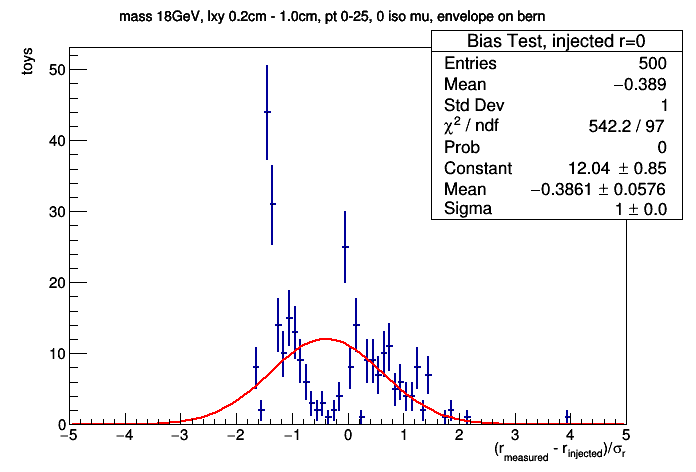 mass 18GeV, lxy 0.2cm - 1.0cm, pt 0-25, 0 iso mu, envelope on bern
Bias Test, injected r=0
Entries 500
Mean −0.389
Std Dev 1
χ² / ndf 542.2 / 97
Prob 0
Constant 12.04 ± 0.85
Mean −0.3861 ± 0.0576
Sigma 1 ± 0.0
toys
50
40
30
20
10
0
−5 −4 −3 −2 −1 0 1 2 3 4 5
(r_measured - r_injected)/σ_r